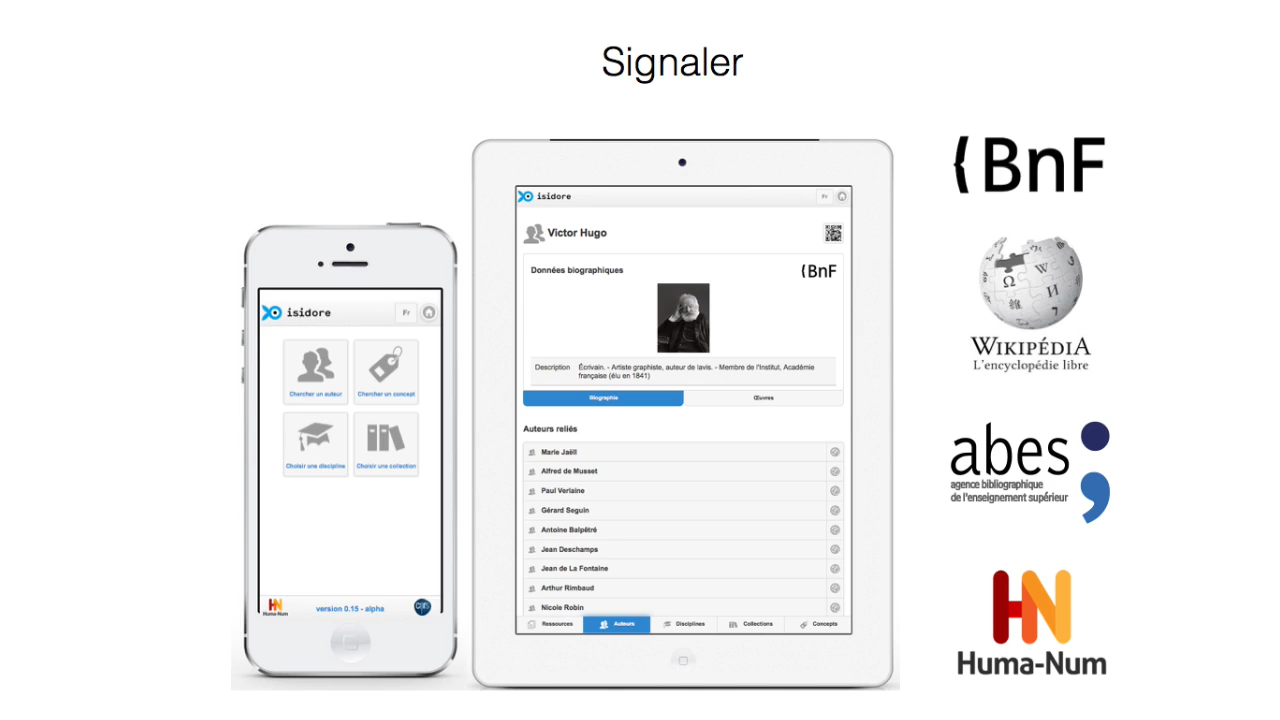 Signaler
isidore
Fr
Chercher un auteur
Chercher un concept
Choisir une discipline
Choisir une collection
Huma-Num
version 0.15 - alpha
cnrs
isidore
Fr
Victor Hugo
Données biographiques
{BnF
Description Écrivain. - Artiste graphiste, auteur de lavis. - Membre de l'Institut, Académie
française (élu en 1841)
Biographie
Œuvres
Auteurs reliés
Marie Jaëll
Alfred de Musset
Paul Verlaine
Gérard Seguin
Antoine Balpêtré
Jean Deschamps
Jean de La Fontaine
Arthur Rimbaud
Nicole Robin
Ressources
Auteurs
Disciplines
Collections
Concepts
{BnF
Ω
W
И
WIKIPÉDIA
L'encyclopédie libre
abes
agence bibliographique
de l'enseignement supérieur
HN
Huma-Num